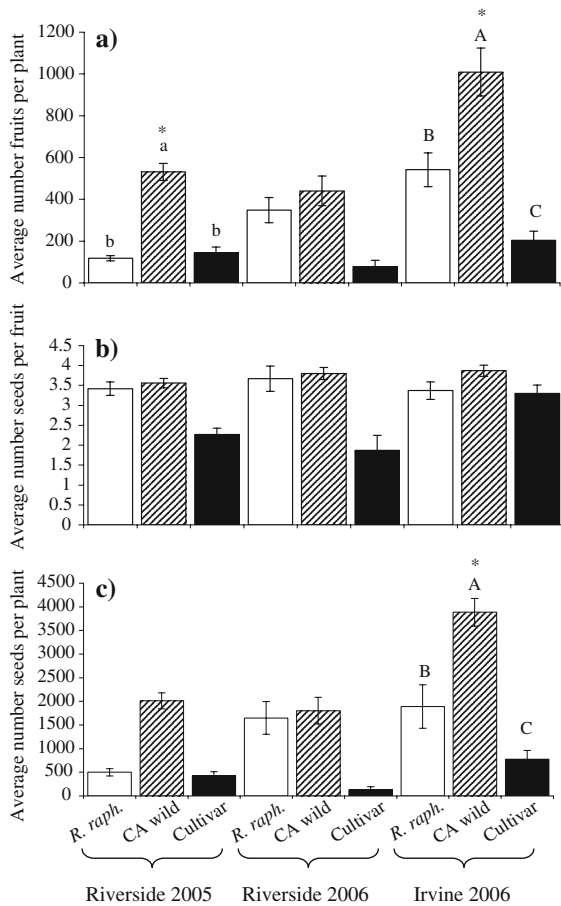 a)
Average number fruits per plant
1200
1000
800
600
400
200
0
b
*
a
b
B
*
A
C
b)
Average number seeds per fruit
4.5
4
3.5
3
2.5
2
1.5
1
0.5
0
c)
Average number seeds per plant
4500
4000
3500
3000
2500
2000
1500
1000
500
0
B
*
A
C
R. raph.
CA wild
Cultivar
R. raph.
CA wild
Cultivar
R. raph.
CA wild
Cultivar
Riverside 2005
Riverside 2006
Irvine 2006